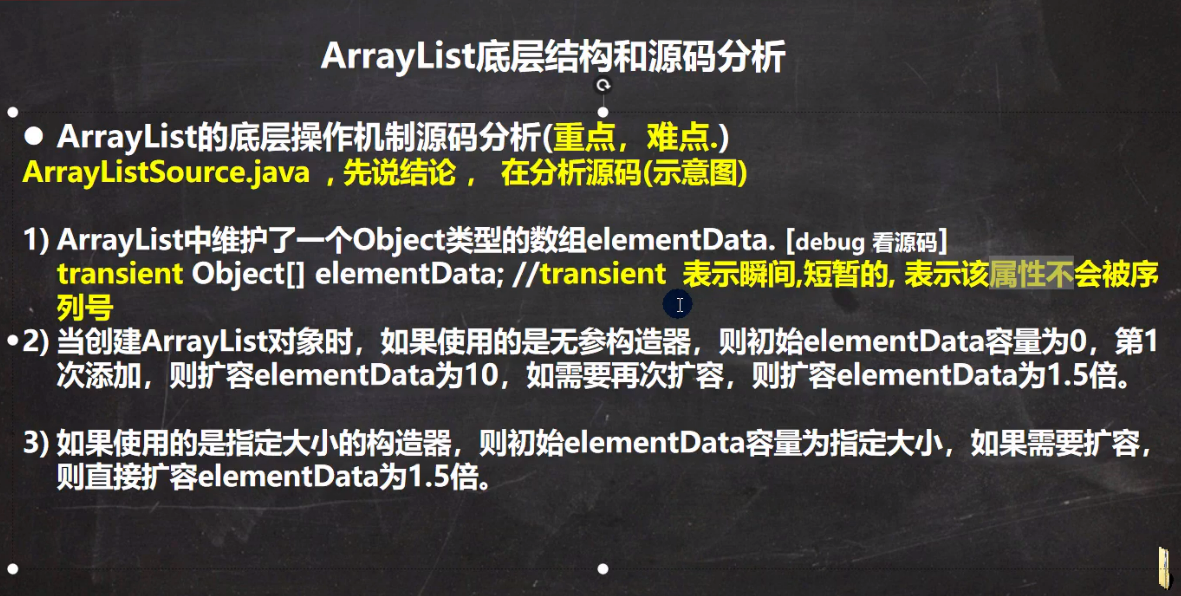 ArrayList底层结构和源码分析
● ArrayList的底层操作机制源码分析(重点，难点.)
ArrayListSource.java ，先说结论， 在分析源码(示意图)
1) ArrayList中维护了一个Object类型的数组elementData. [debug 看源码]
transient Object[] elementData; //transient 表示瞬间,短暂的, 表示该属性不会被序
列号
•2) 当创建ArrayList对象时，如果使用的是无参构造器，则初始elementData容量为0，第1
次添加，则扩容elementData为10，如需要再次扩容，则扩容elementData为1.5倍。
3) 如果使用的是指定大小的构造器，则初始elementData容量为指定大小，如果需要扩容，
则直接扩容elementData为1.5倍。